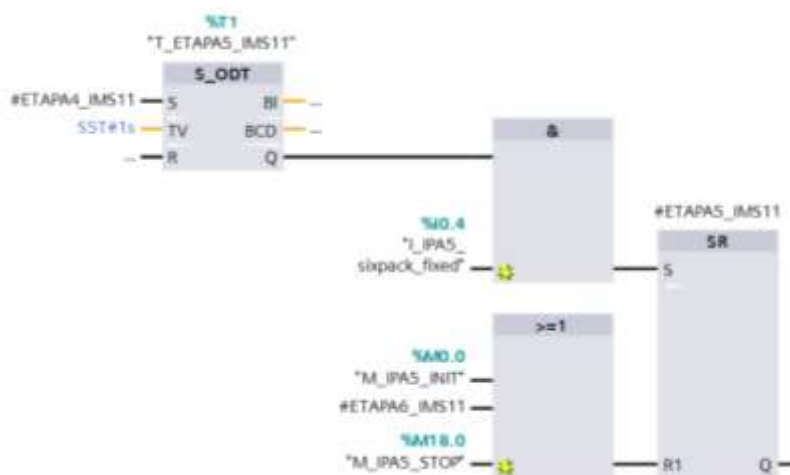 %T1
"T_ETAPA5_IMS11"
S_ODT
#ETAPA4_IMS11 S BI ...
S5T#1s TV BCD ...
... R Q
&
%I0.4
"I_IPA5_
sixpack_fixed"
#ETAPA5_IMS11
SR
S
>=1
%M0.0
"M_IPA5_INIT"
#ETAPA6_IMS11
%M18.0
"M_IPA5_STOP"
R1 Q